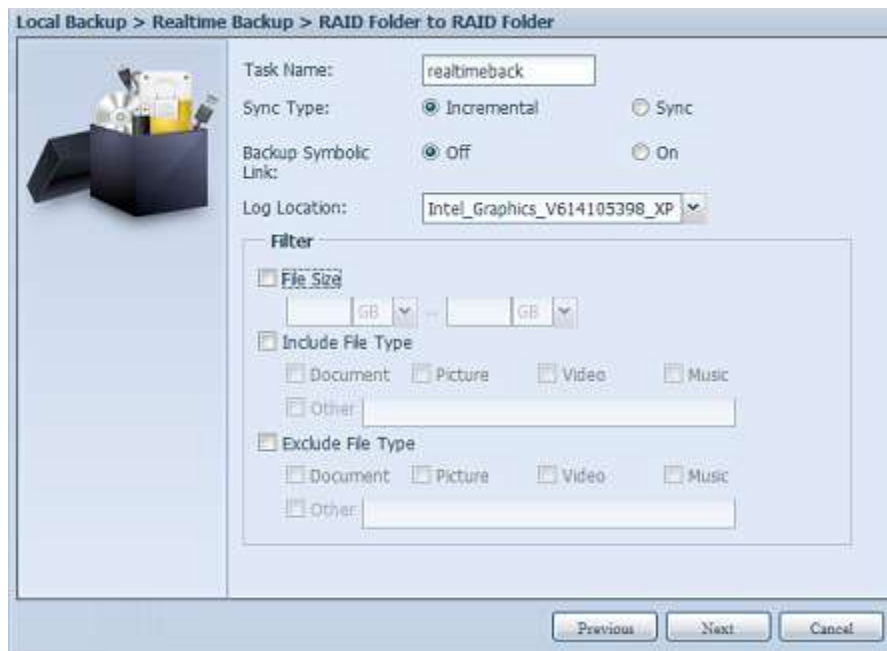 Local Backup > Realtime Backup > RAID Folder to RAID Folder
Task Name: realtimeback
Sync Type: Incremental Sync
Backup Symbolic Link: Off On
Log Location: Intel_Graphics_V614105398_XP
Filter
File Size
GB -- GB
Include File Type
Document Picture Video Music
Other
Exclude File Type
Document Picture Video Music
Other
Previous Next Cancel